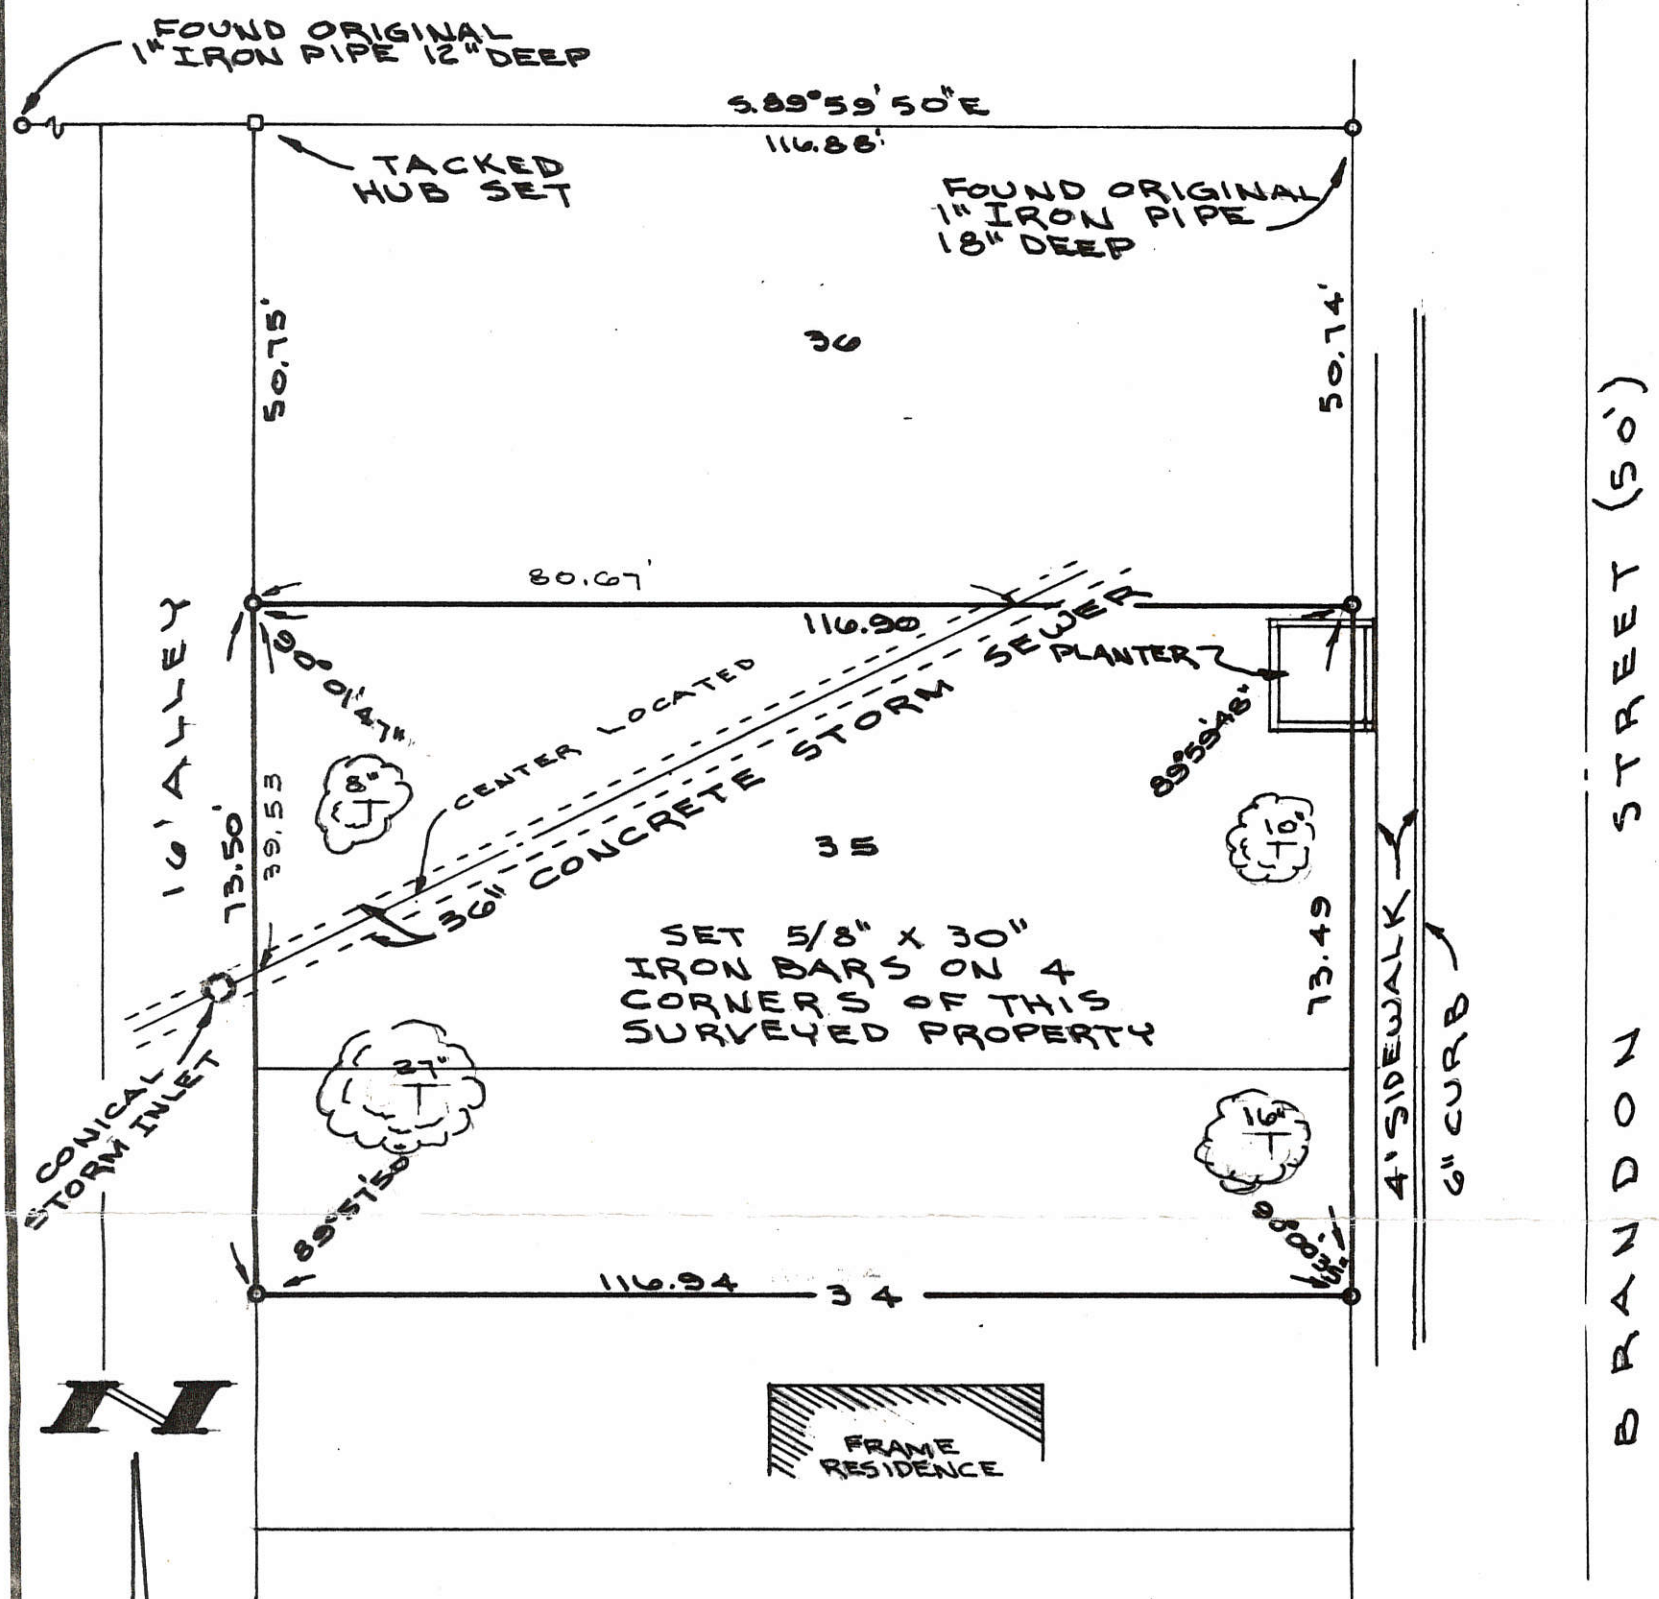 FOUND ORIGINAL
1" IRON PIPE 12" DEEP
S.89°59'50"E
116.88'
TACKED
HUB SET
FOUND ORIGINAL
1" IRON PIPE
18" DEEP
50.75'
36
50.74'
80.67'
116.90
16' ALLEY
90°01'47"
PLANTER
89°59'48"
CENTER LOCATED
36" CONCRETE STORM SEWER
8"
T
73.50'
39.53
35
10"
T
73.49
SET 5/8" X 30"
IRON BARS ON 4
CORNERS OF THIS
SURVEYED PROPERTY
4' SIDEWALK
6" CURB
BRANDON STREET (50')
CONICAL
STORM INLET
27"
T
16"
T
89°57'50
116.94
34
N
FRAME
RESIDENCE